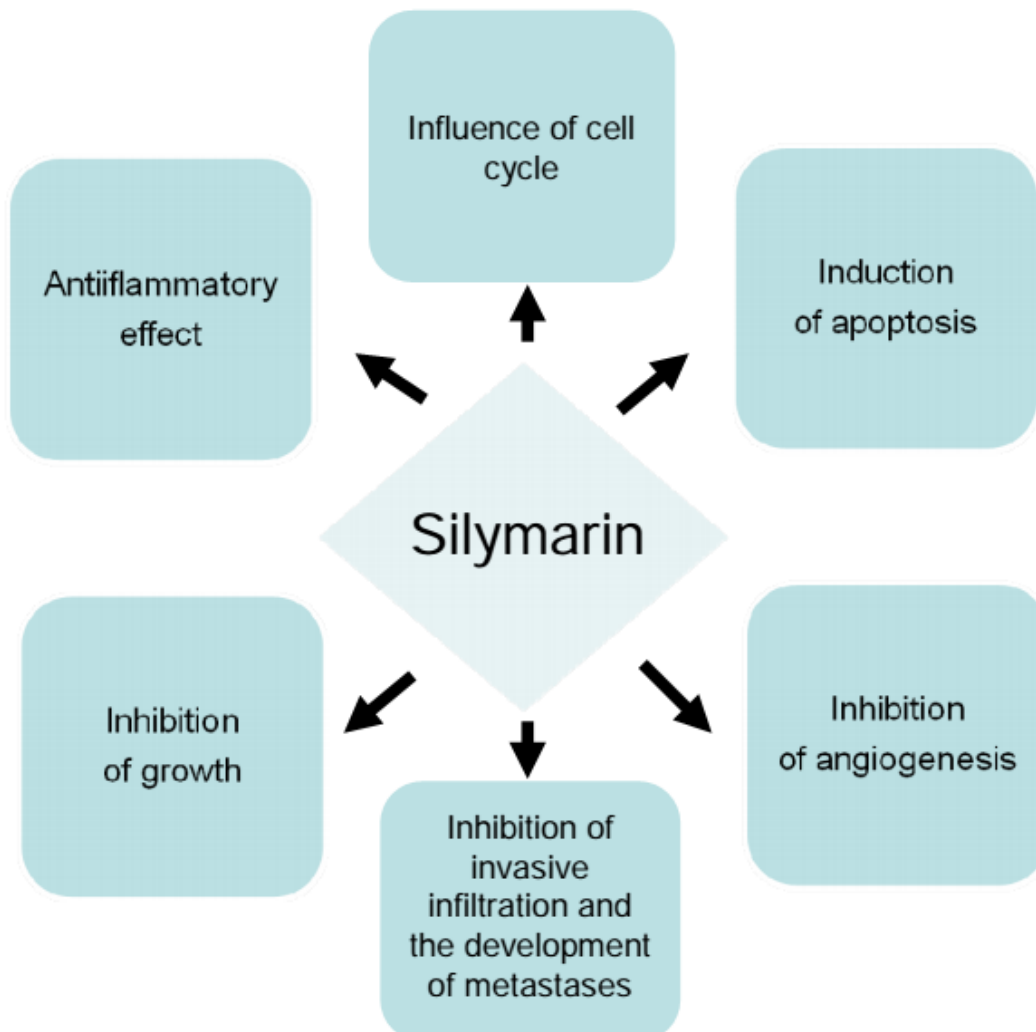 Influence of cell
cycle
Antiiflammatory
effect
Induction
of apoptosis
Silymarin
Inhibition
of growth
Inhibition
of angiogenesis
Inhibition of
invasive
infiltration and
the development
of metastases